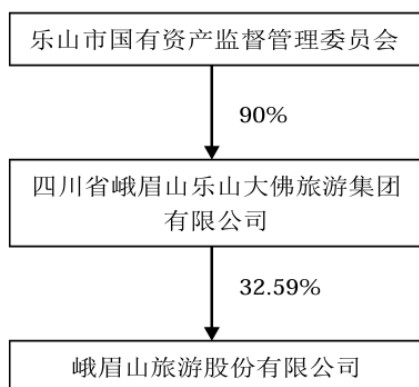 乐山市国有资产监督管理委员会
90%
四川省峨眉山乐山大佛旅游集团
有限公司
32.59%
峨眉山旅游股份有限公司